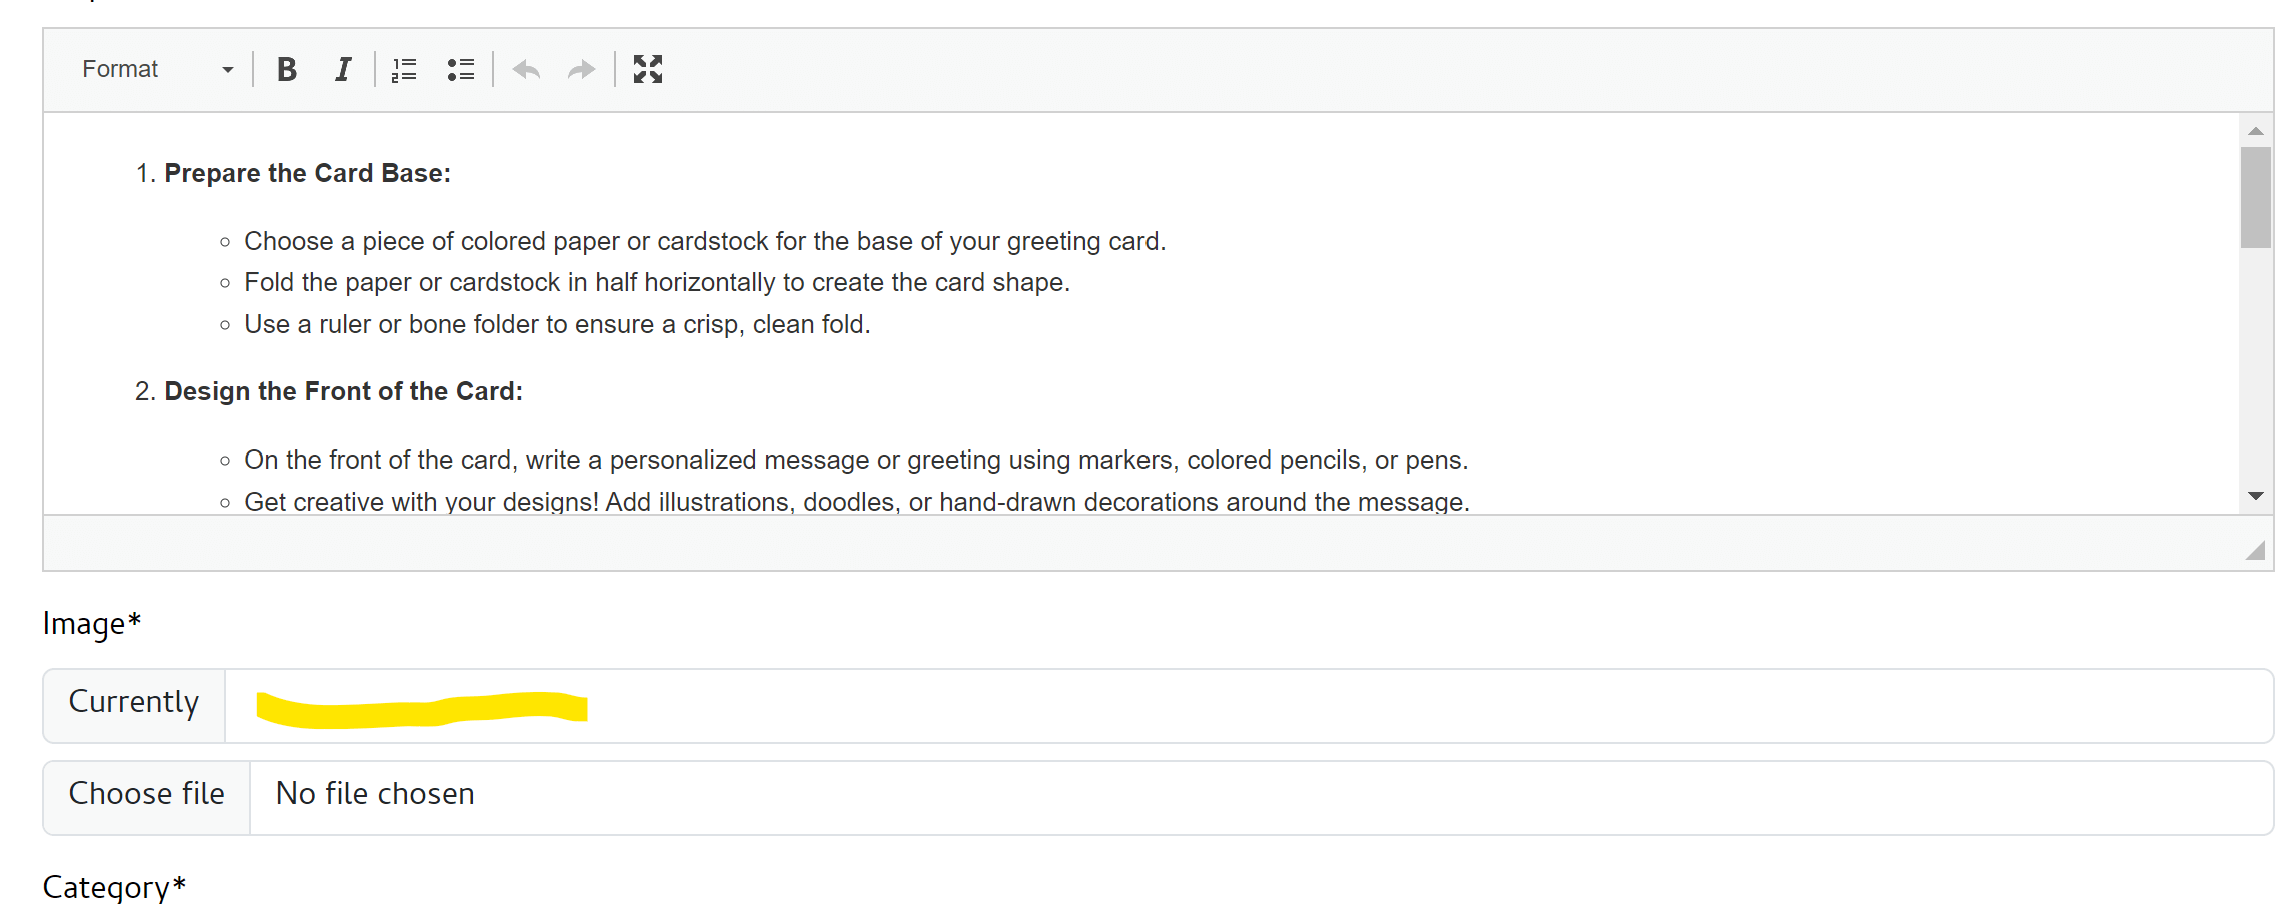 Format
1. Prepare the Card Base:
Choose a piece of colored paper or cardstock for the base of your greeting card.
Fold the paper or cardstock in half horizontally to create the card shape.
Use a ruler or bone folder to ensure a crisp, clean fold.
2. Design the Front of the Card:
On the front of the card, write a personalized message or greeting using markers, colored pencils, or pens.
Get creative with your designs! Add illustrations, doodles, or hand-drawn decorations around the message.
Image*
Currently
Choose file No file chosen
Category*